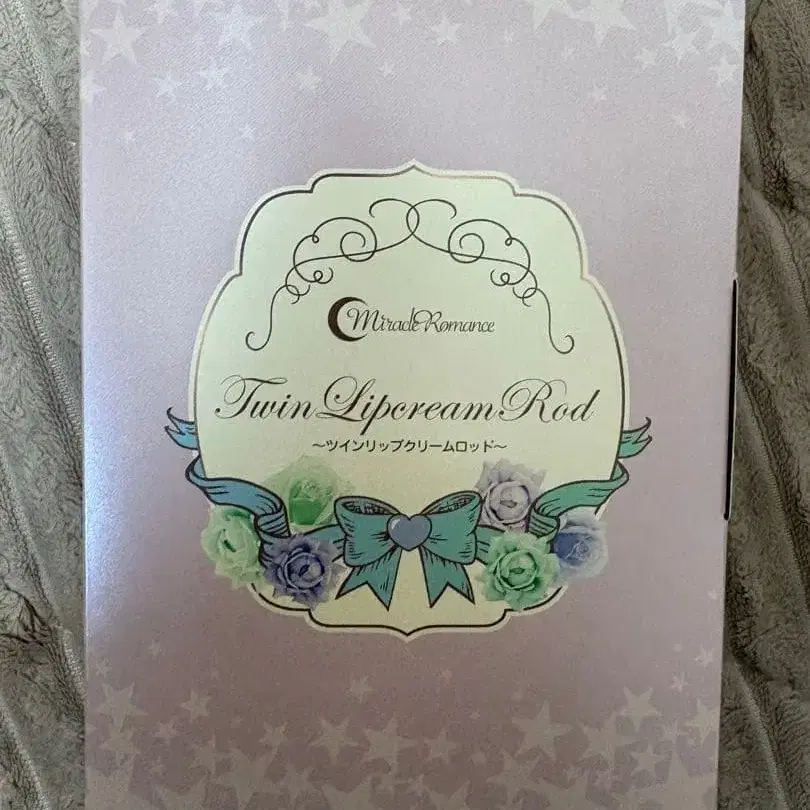 Miracle Romance
Twin Lipcream Rod
〜ツインリップクリームロッド〜